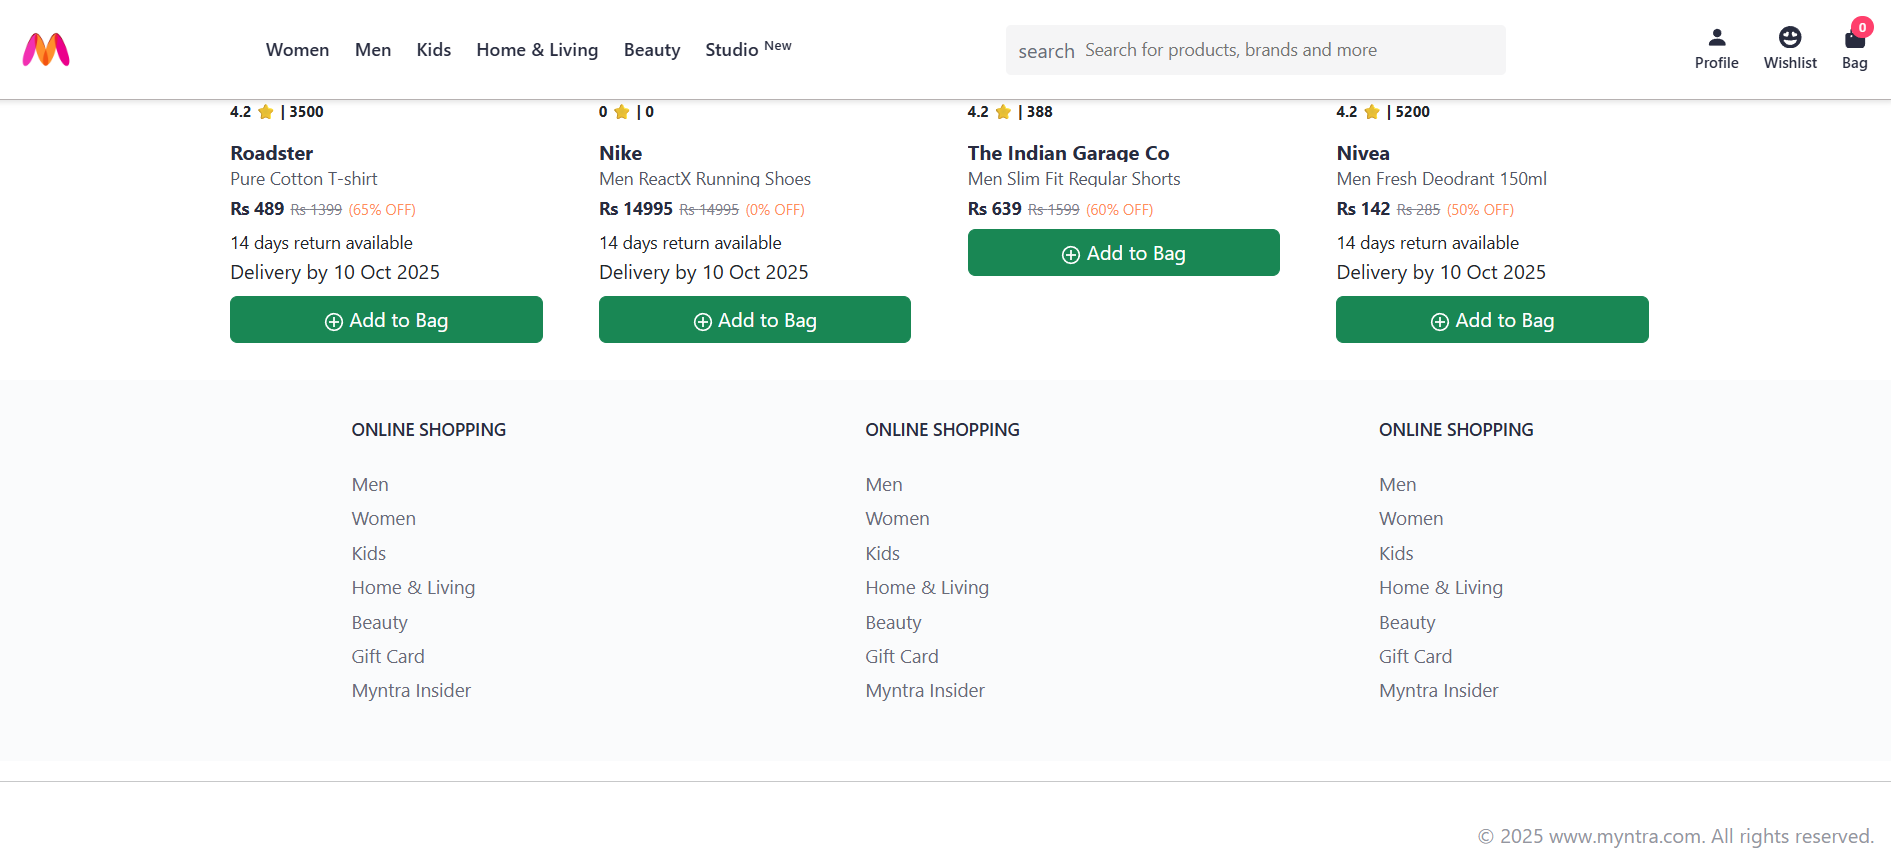 Women Men Kids Home & Living Beauty Studio New
search Search for products, brands and more
Profile Wishlist 0 Bag
4.2 ⭐ | 3500
Roadster
Pure Cotton T-shirt
Rs 489 Rs 1399 (65% OFF)
14 days return available
Delivery by 10 Oct 2025
Add to Bag
0 ⭐ | 0
Nike
Men ReactX Running Shoes
Rs 14995 Rs 14995 (0% OFF)
14 days return available
Delivery by 10 Oct 2025
Add to Bag
4.2 ⭐ | 388
The Indian Garage Co
Men Slim Fit Regular Shorts
Rs 639 Rs 1599 (60% OFF)
Add to Bag
4.2 ⭐ | 5200
Nivea
Men Fresh Deodrant 150ml
Rs 142 Rs 285 (50% OFF)
14 days return available
Delivery by 10 Oct 2025
Add to Bag
ONLINE SHOPPING
Men
Women
Kids
Home & Living
Beauty
Gift Card
Myntra Insider
ONLINE SHOPPING
Men
Women
Kids
Home & Living
Beauty
Gift Card
Myntra Insider
ONLINE SHOPPING
Men
Women
Kids
Home & Living
Beauty
Gift Card
Myntra Insider
© 2025 www.myntra.com. All rights reserved.